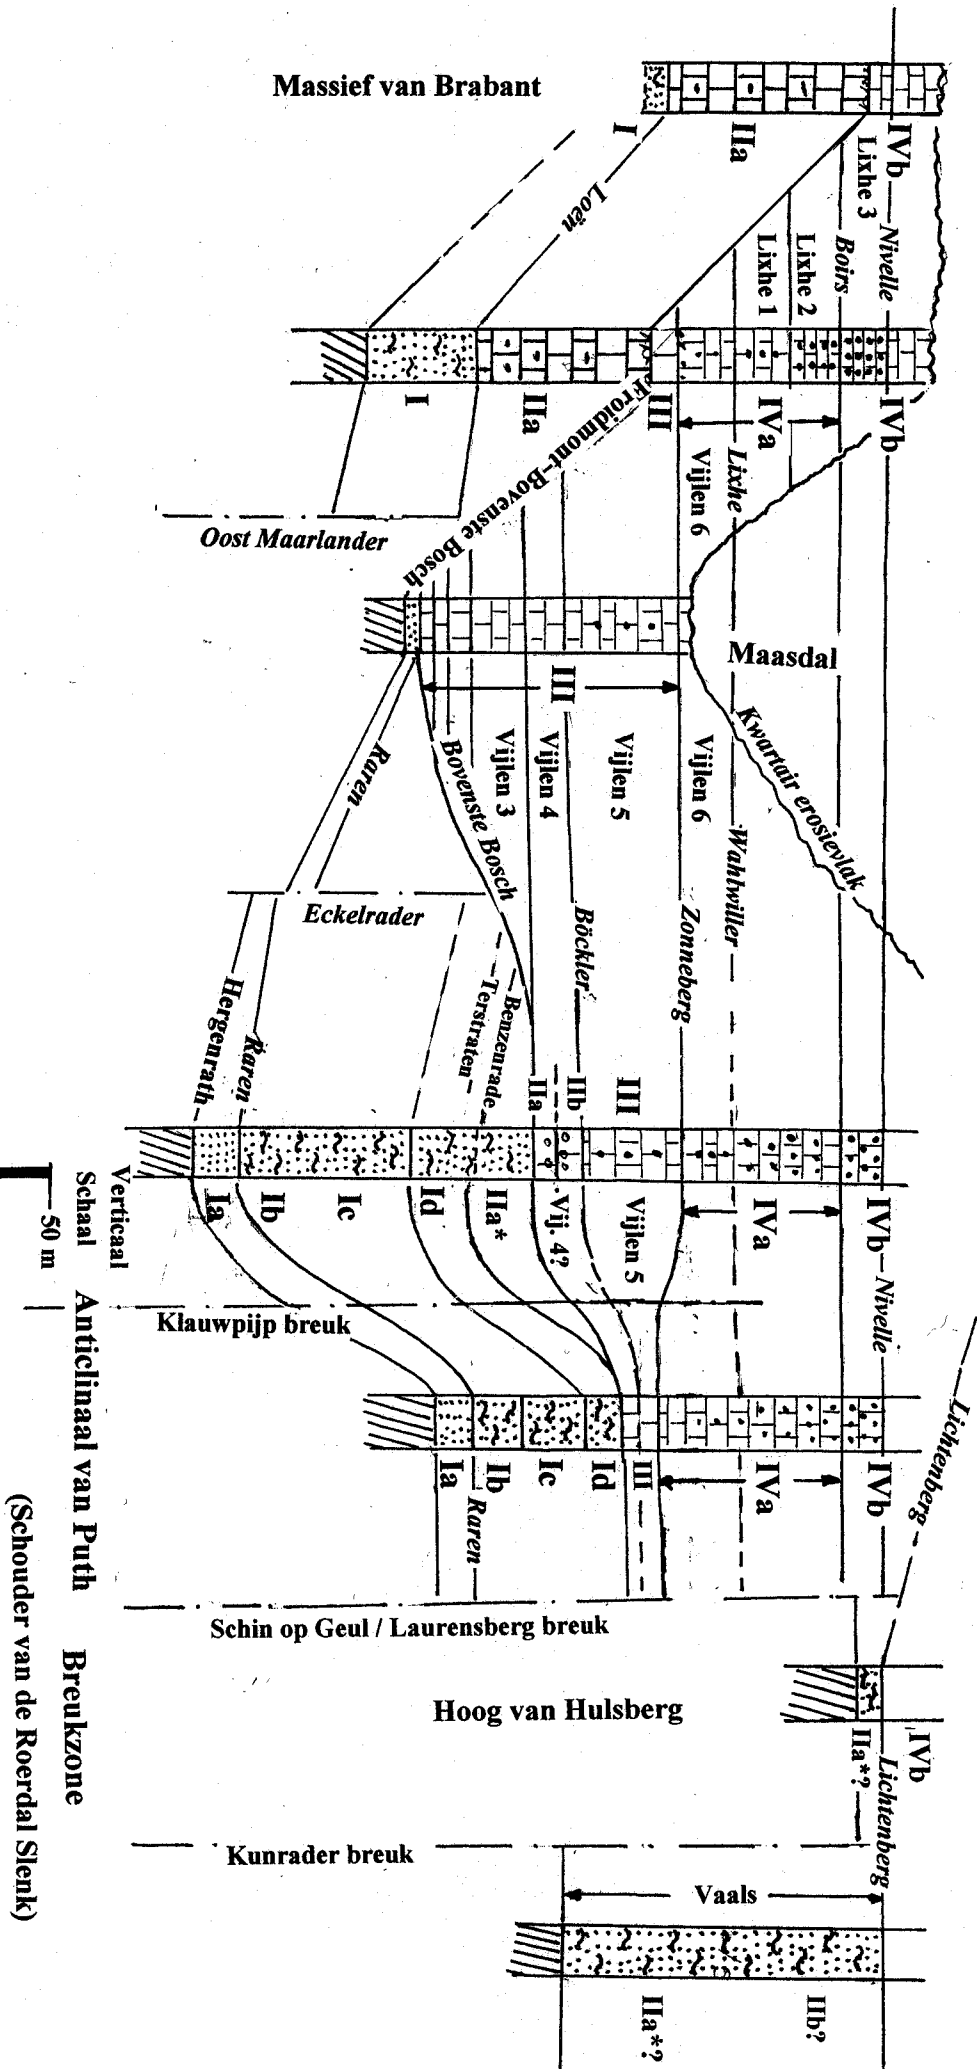 Massief van Brabant
I
IIa
IVb
Lixhe 3
Loën
Nivelle
Boirs
Lixhe 2
Lixhe 1
I
IIa
III
IVa
IVb
Froidmont-Bovenste Bosch
Vijlen 6
Lixhe
Oost Maarlander
Maasdal
III
Kwartair erosievlak
Raren
Bovenste Bosch
Vijlen 3
Vijlen 4
Vijlen 5
Vijlen 6
Wahlwiller
Eckelrader
Böckler
Zonneberg
Hergenrath
Raren
Terstraten
Benzenrade
IIa
IIb
III
Verticaal
Schaal
50 m
Ia
Ib
Ic
Id
IIa*
Vij. 4?
Vijlen 5
IVa
IVb
Nivelle
Klauwpijp breuk
Anticlinaal van Puth
Lichtenberg
Ia
Ib
Ic
Id
III
IVa
IVb
Raren
Schin op Geul / Laurensberg breuk
Breukzone
(Schouder van de Roerdal Slenk)
Hoog van Hulsberg
IVb
IIa*?
Lichtenberg
Kunrader breuk
Vaals
IIa*?
IIb?